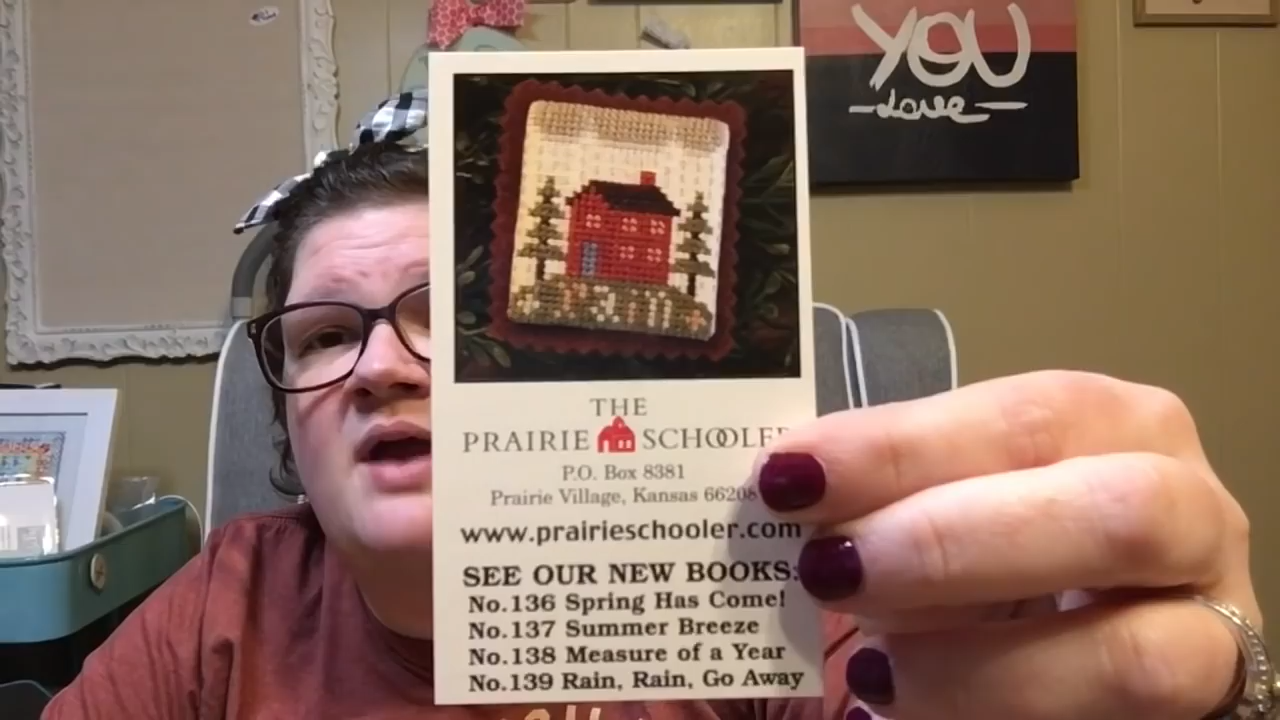 YOU
Love
THE
PRAIRIE SCHOOLER
P.O. Box 8381
Prairie Village, Kansas 66208
www.prairieschooler.com
SEE OUR NEW BOOKS:
No.136 Spring Has Come!
No.137 Summer Breeze
No.138 Measure of a Year
No.139 Rain, Rain, Go Away